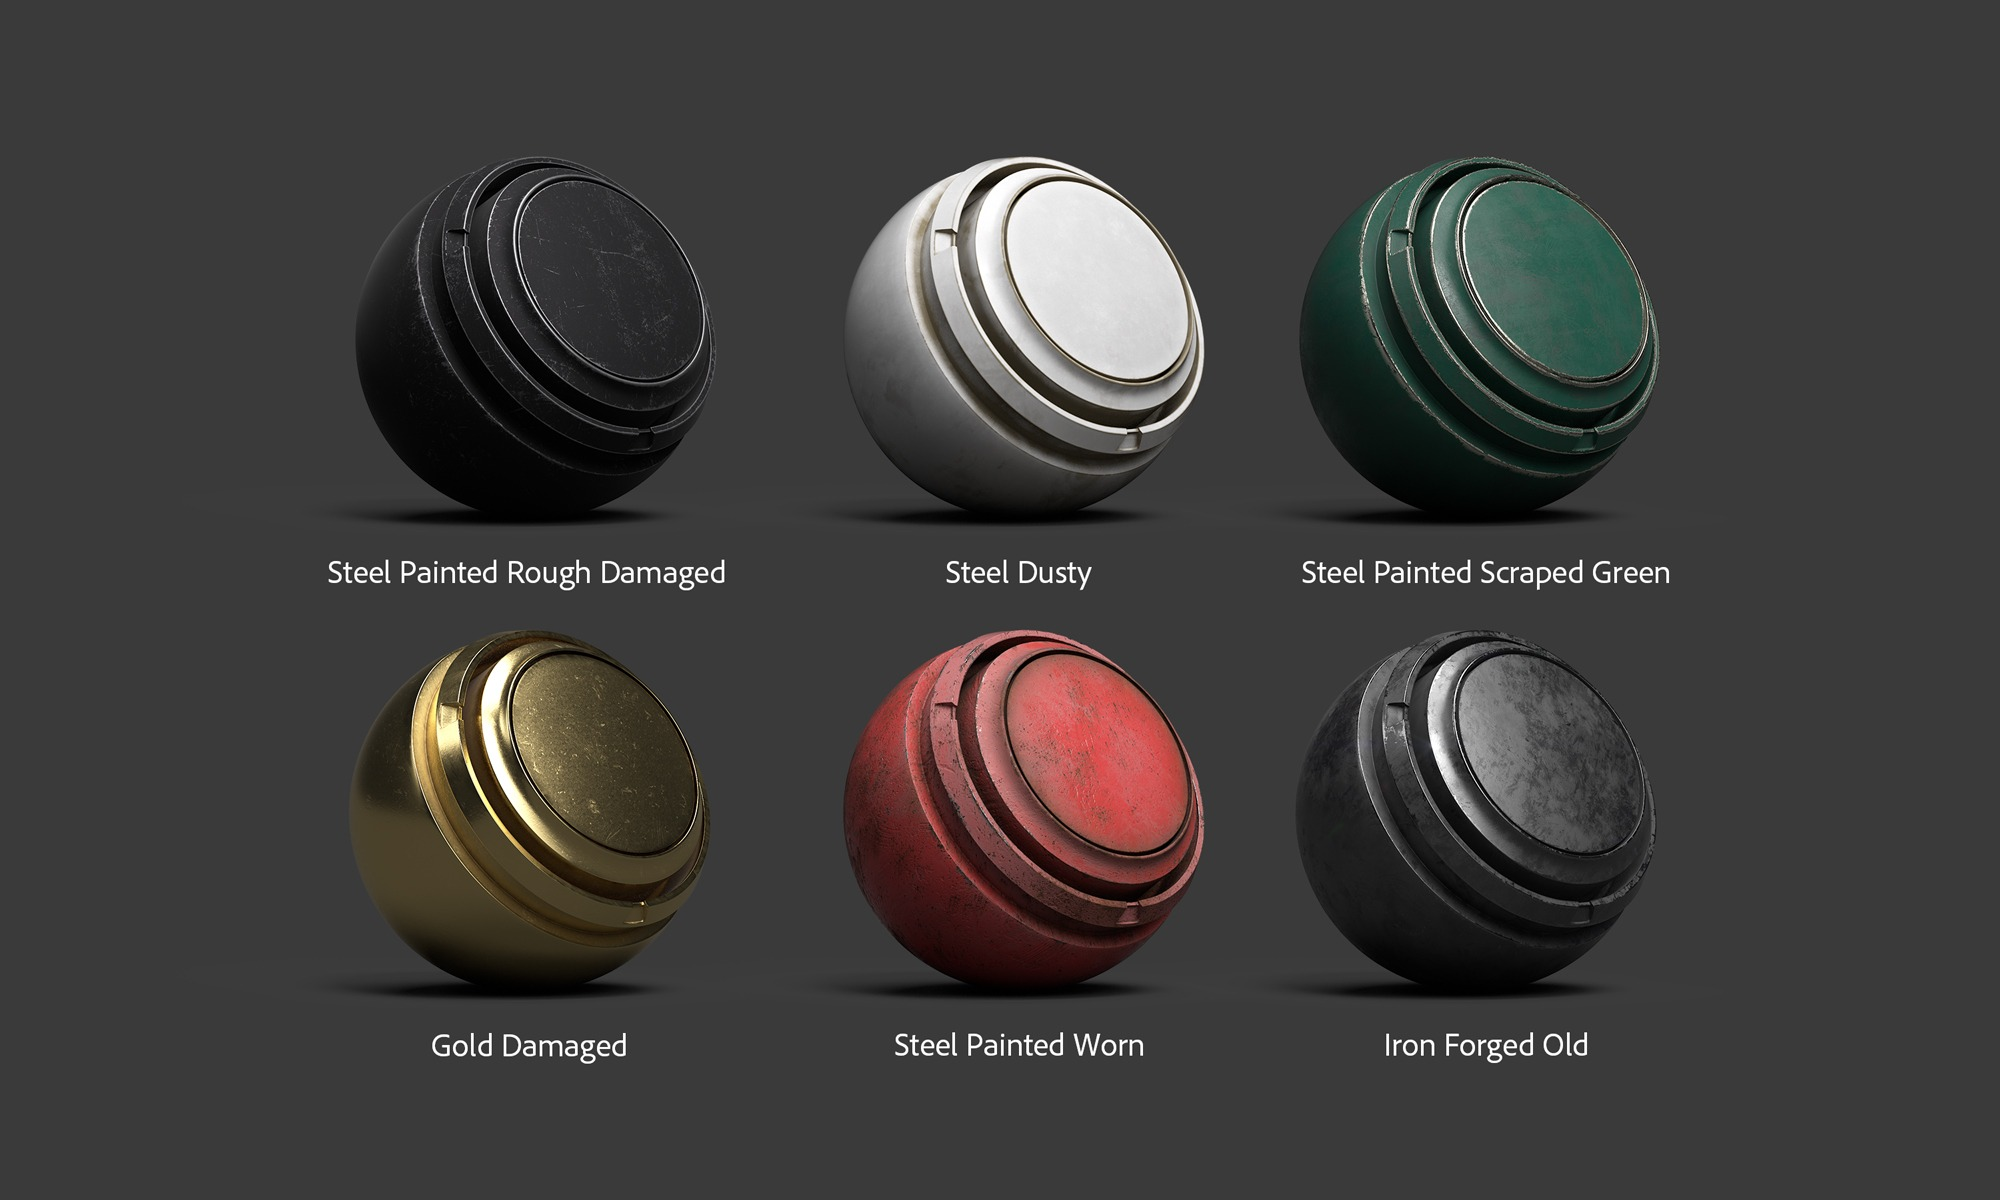 Steel Painted Rough Damaged
Steel Dusty
Steel Painted Scraped Green
Gold Damaged
Steel Painted Worn
Iron Forged Old